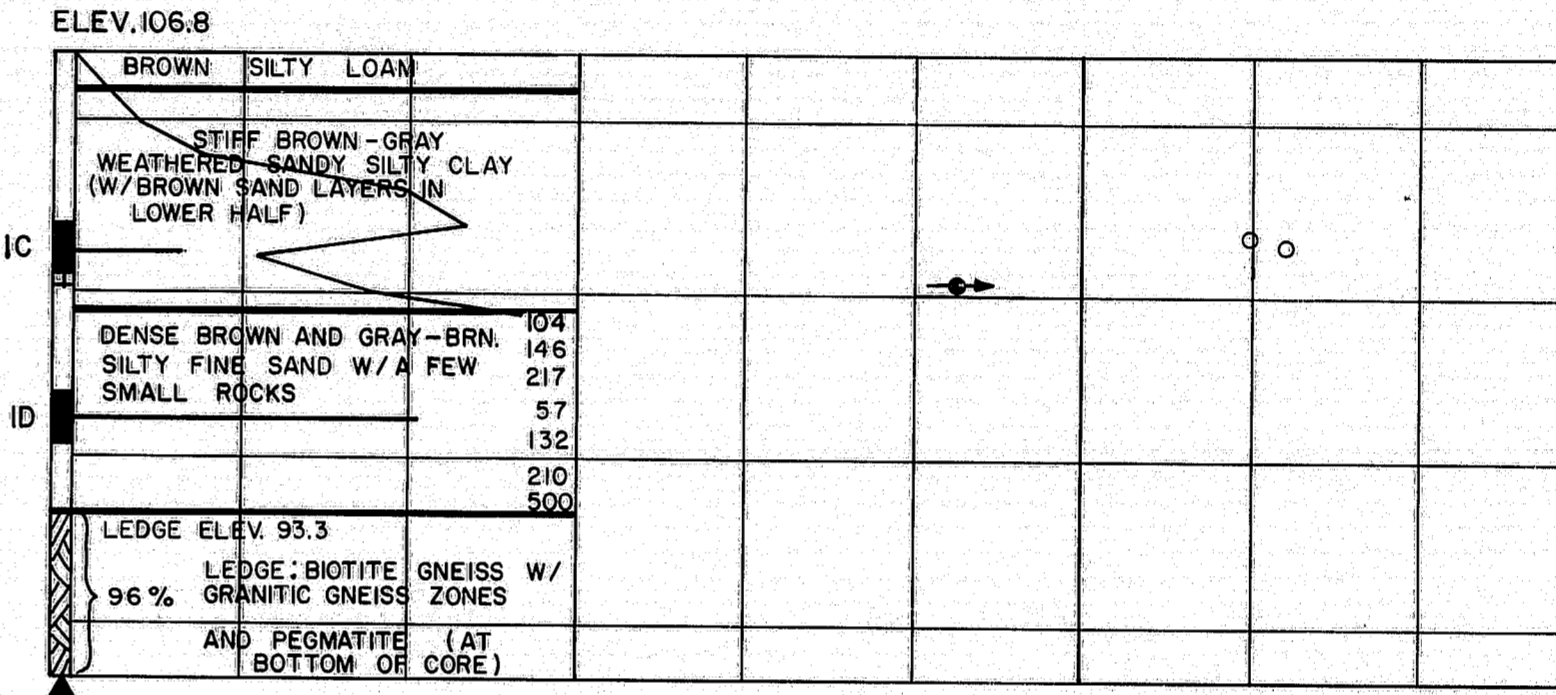 ELEV. 106.8
BROWN SILTY LOAM
STIFF BROWN-GRAY
WEATHERED SANDY SILTY CLAY
(W/BROWN SAND LAYERS IN
LOWER HALF)
1C
104
DENSE BROWN AND GRAY-BRN.
146
SILTY FINE SAND W/A FEW
217
SMALL ROCKS
57
1D
132
210
500
LEDGE ELEV. 93.3
LEDGE: BIOTITE GNEISS W/
96% GRANITIC GNEISS ZONES
AND PEGMATITE (AT
BOTTOM OF CORE)